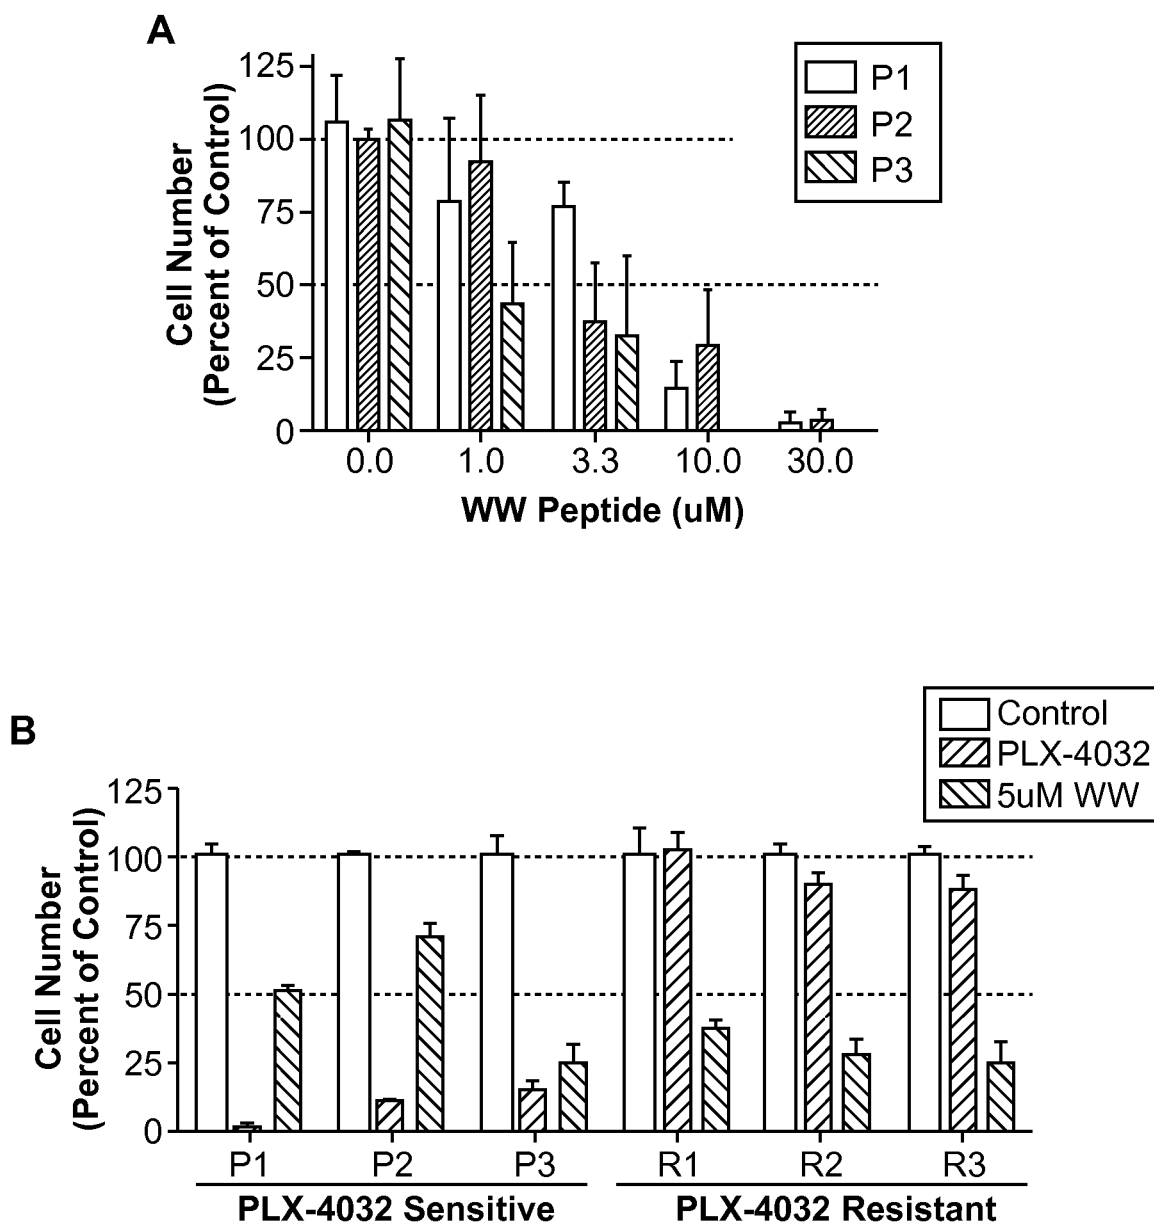 A
P1
P2
P3
Cell Number
(Percent of Control)
125
100
75
50
25
0
0.0 1.0 3.3 10.0 30.0
WW Peptide (uM)
B
Control
PLX-4032
5uM WW
Cell Number
(Percent of Control)
125
100
75
50
25
0
P1 P2 P3 R1 R2 R3
PLX-4032 Sensitive PLX-4032 Resistant